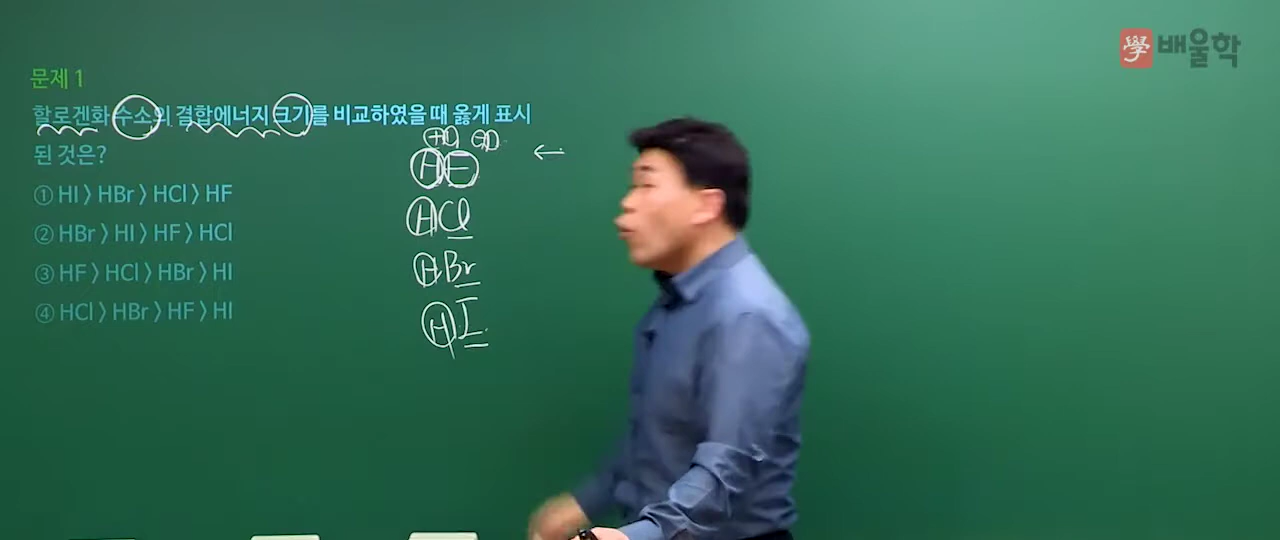 學 배울학
문제 1
할로겐화 수소의 결합에너지 크기를 비교하였을 때 옳게 표시
된 것은?
① HI > HBr > HCl > HF
② HBr > HI > HF > HCl
③ HF > HCl > HBr > HI
④ HCl > HBr > HF > HI
HF
HCl
HBr
HI